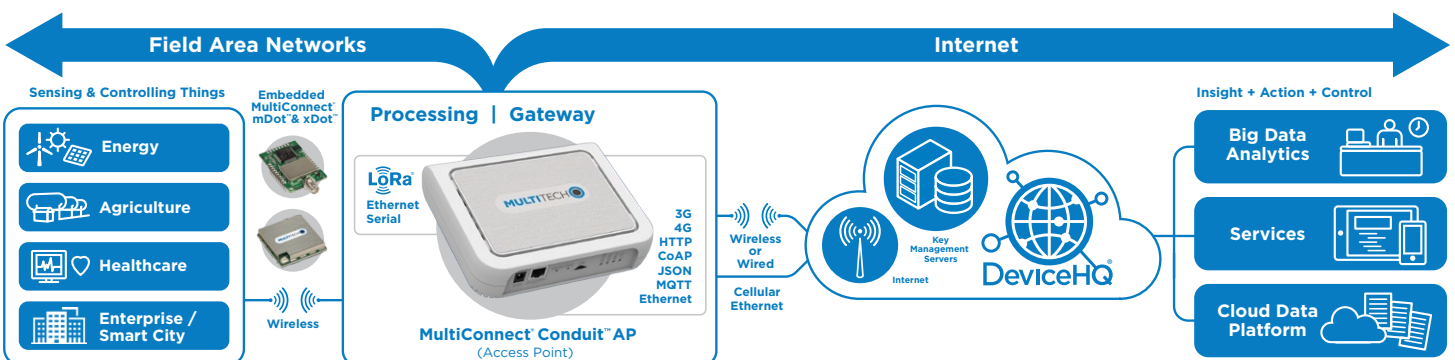 Field Area Networks
Internet
Sensing & Controlling Things
Energy
Agriculture
Healthcare
Enterprise /
Smart City
Embedded
MultiConnect®
mDot™& xDot™
MULTITECH
Wireless
Processing | Gateway
LoRa®
Ethernet
Serial
MULTITECH
3G
4G
HTTP
CoAP
JSON
MQTT
Ethernet
MultiConnect® Conduit™ AP
(Access Point)
Wireless
or
Wired
Cellular
Ethernet
Internet
Key
Management
Servers
DeviceHQ®
Insight + Action + Control
Big Data
Analytics
Services
Cloud Data
Platform